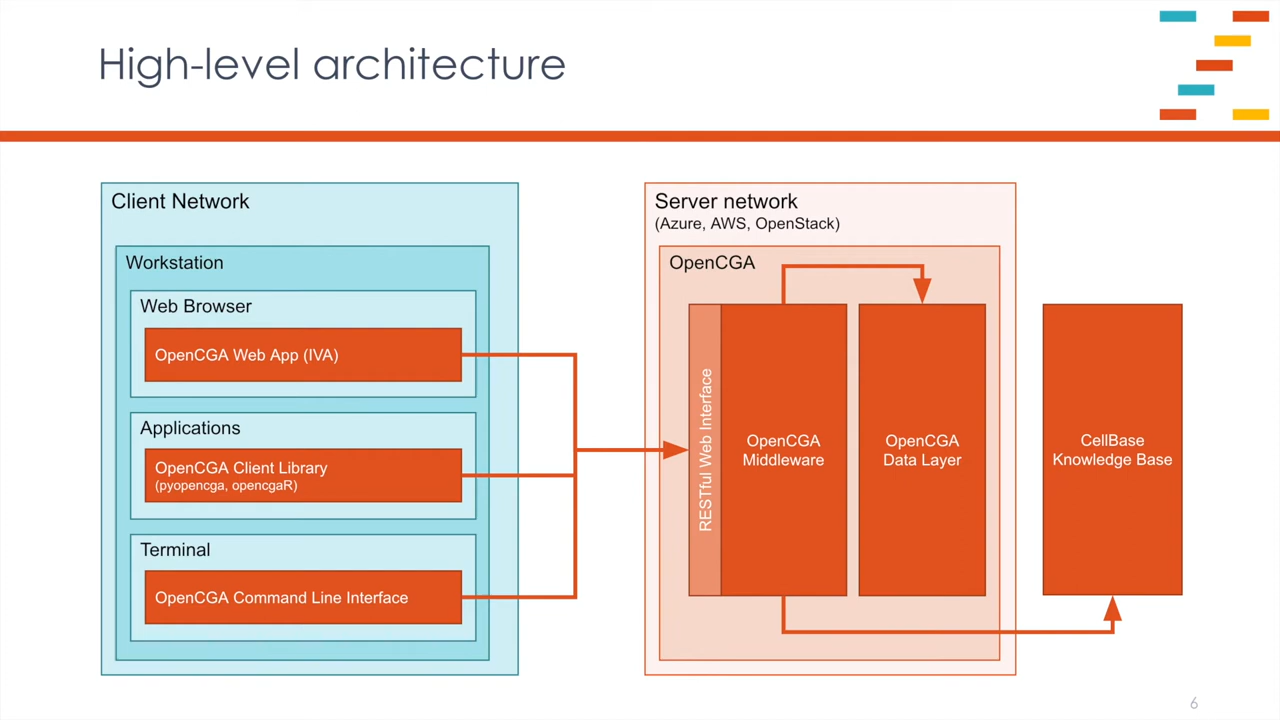 High-level architecture
Client Network
Workstation
Web Browser
OpenCGA Web App (IVA)
Applications
OpenCGA Client Library
(pyopencga, opencgaR)
Terminal
OpenCGA Command Line Interface
Server network
(Azure, AWS, OpenStack)
OpenCGA
RESTful Web Interface
OpenCGA
Middleware
OpenCGA
Data Layer
CellBase
Knowledge Base
6